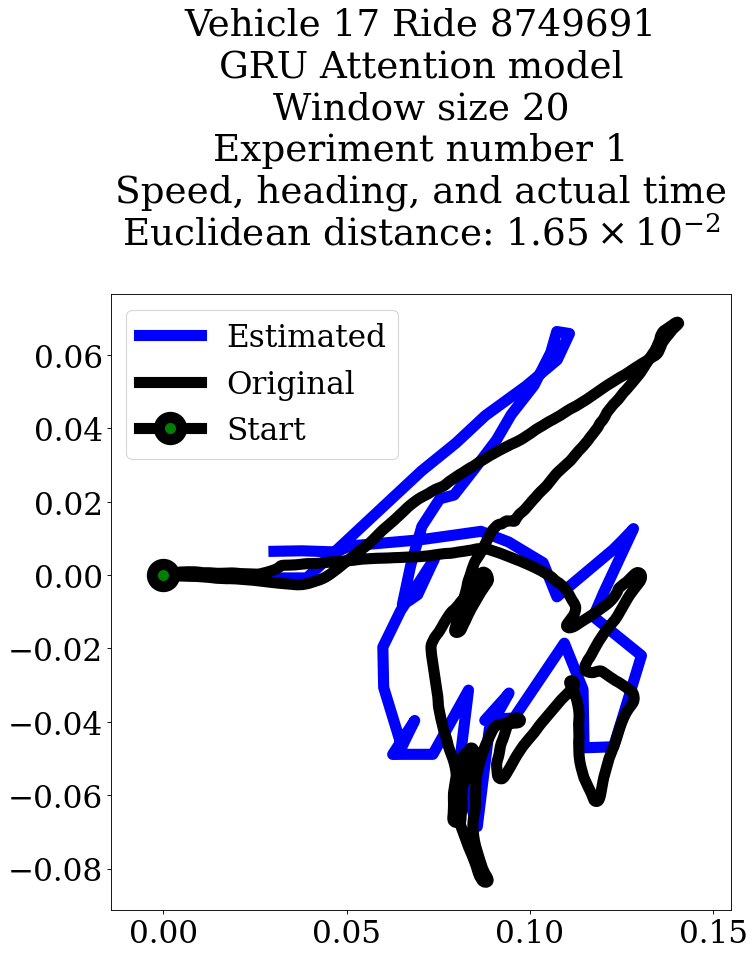 Vehicle 17 Ride 8749691
GRU Attention model
Window size 20
Experiment number 1
Speed, heading, and actual time
Euclidean distance: 1.65 × 10⁻²
Estimated
Original
Start
0.06
0.04
0.02
0.00
−0.02
−0.04
−0.06
−0.08
0.00 0.05 0.10 0.15